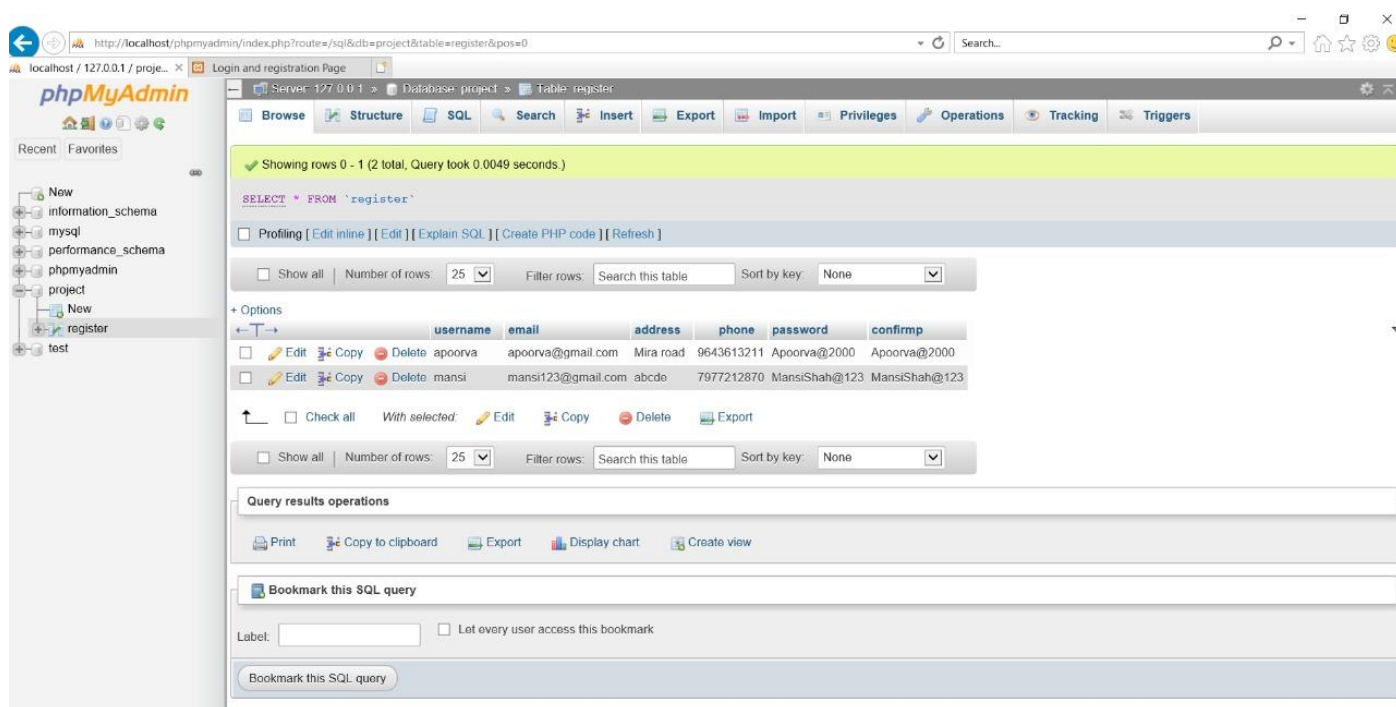 http://localhost/phpmyadmin/index.php?route=/sql&db=project&table=register&pos=0
Search...
localhost / 127.0.0.1 / proje...
Login and registration Page
phpMyAdmin
Recent Favorites
New
information_schema
mysql
performance_schema
phpmyadmin
project
New
register
test
Server: 127.0.0.1 » Database: project » Table: register
Browse Structure SQL Search Insert Export Import Privileges Operations Tracking Triggers
Showing rows 0 - 1 (2 total, Query took 0.0049 seconds.)
SELECT * FROM `register`
Profiling [ Edit inline ] [ Edit ] [ Explain SQL ] [ Create PHP code ] [ Refresh ]
Show all | Number of rows: 25 Filter rows: Search this table Sort by key: None
+ Options
←T→ username email address phone password confirmp
Edit Copy Delete apoorva apoorva@gmail.com Mira road 9643613211 Apoorva@2000 Apoorva@2000
Edit Copy Delete mansi mansi123@gmail.com abcde 7977212870 MansiShah@123 MansiShah@123
Check all With selected: Edit Copy Delete Export
Show all | Number of rows: 25 Filter rows: Search this table Sort by key: None
Query results operations
Print Copy to clipboard Export Display chart Create view
Bookmark this SQL query
Label: Let every user access this bookmark
Bookmark this SQL query